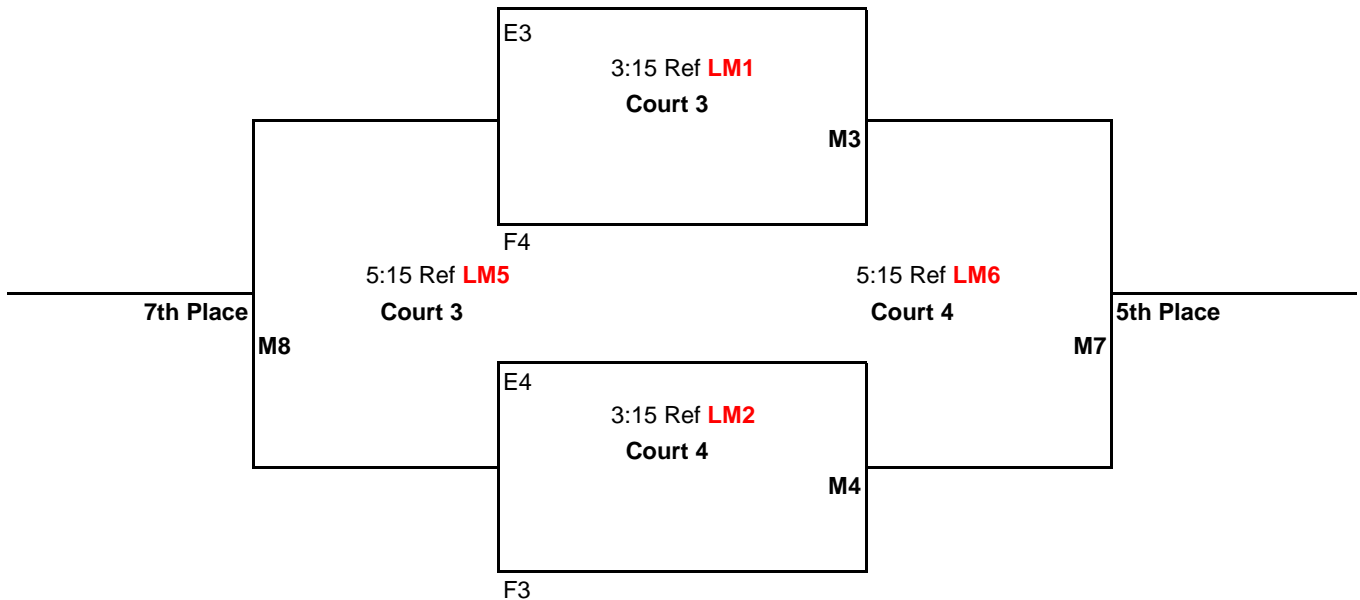 E3
3:15 Ref LM1
Court 3
M3
F4
5:15 Ref LM5
5:15 Ref LM6
7th Place
Court 3
Court 4
5th Place
M8
M7
E4
3:15 Ref LM2
Court 4
M4
F3